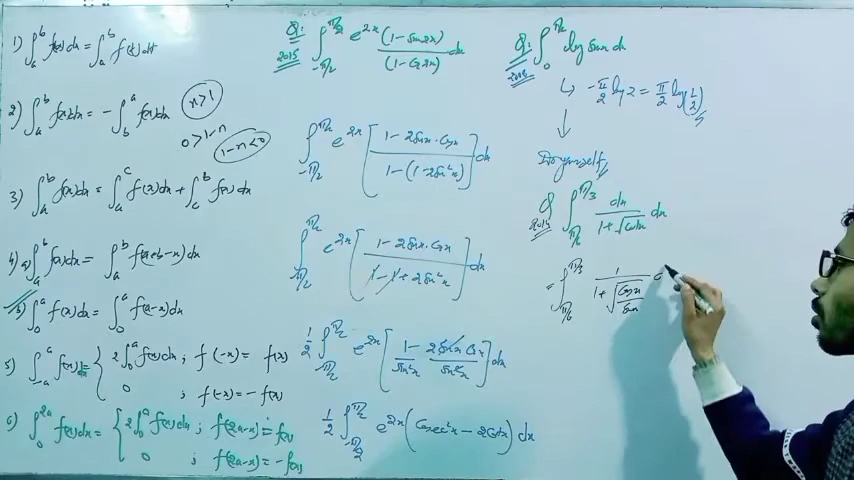 1) ∫_a^b f(x)dx = ∫_a^b f(t)dt
2) ∫_a^b f(x)dx = - ∫_b^a f(x)dx
x>1
0>1-n
1-n<0
3) ∫_a^b f(x)dx = ∫_a^c f(x)dx + ∫_c^b f(x)dx
4) a) ∫_a^b f(x)dx = ∫_a^b f(a+b-x)dx
b) ∫_0^a f(x)dx = ∫_0^a f(a-x)dx
5) ∫_{-a}^a f(x)dx = { 2∫_0^a f(x)dx ; f(-x) = f(x)
0 ; f(-x) = -f(x)
6) ∫_0^{2a} f(x)dx = { 2∫_0^a f(x)dx ; f(2a-x) = f(x)
0 ; f(2a-x) = -f(x)
Q: 2015 ∫_{-π/2}^{π/2} e^{2x} (1-sin2x)/(1-cos2x) dx
∫_{-π/2}^{π/2} e^{2x} [ (1-2sinx·cosx)/(1-(1-2sin²x)) ] dx
∫_{-π/2}^{π/2} e^{2x} [ (1-2sinx·cosx)/(1-1+2sin²x) ] dx
1/2 ∫_{-π/2}^{π/2} e^{2x} [ 1/sin²x - 2sinx cosx/sin²x ] dx
1/2 ∫_{-π/2}^{π/2} e^{2x} (cosec²x - 2cotx) dx
Q: ∫_0^{π/2} log sinx dx
↳ -π/2 log 2 = π/2 log(1/2)
Do yourself
Q 2014 ∫_{π/6}^{π/3} dx/(1+√cotx) dx
= ∫_{π/6}^{π/3} 1/(1+√(cosx/sinx))